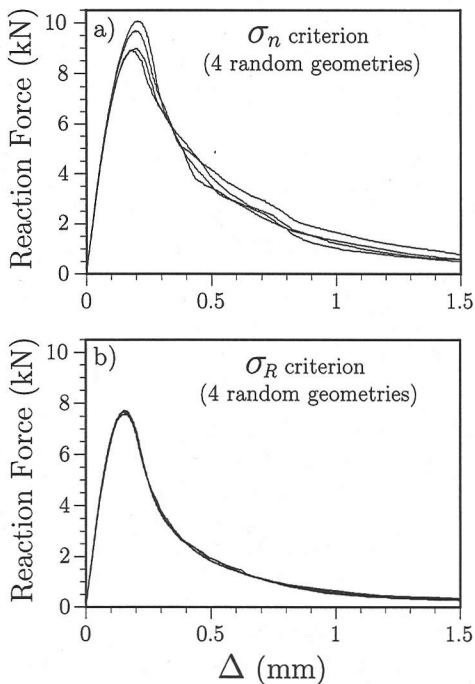 a)
σn criterion
(4 random geometries)
Reaction Force (kN)
10
8
6
4
2
0
0 0.5 1 1.5
b)
σR criterion
(4 random geometries)
Reaction Force (kN)
10
8
6
4
2
0
0 0.5 1 1.5
Δ (mm)